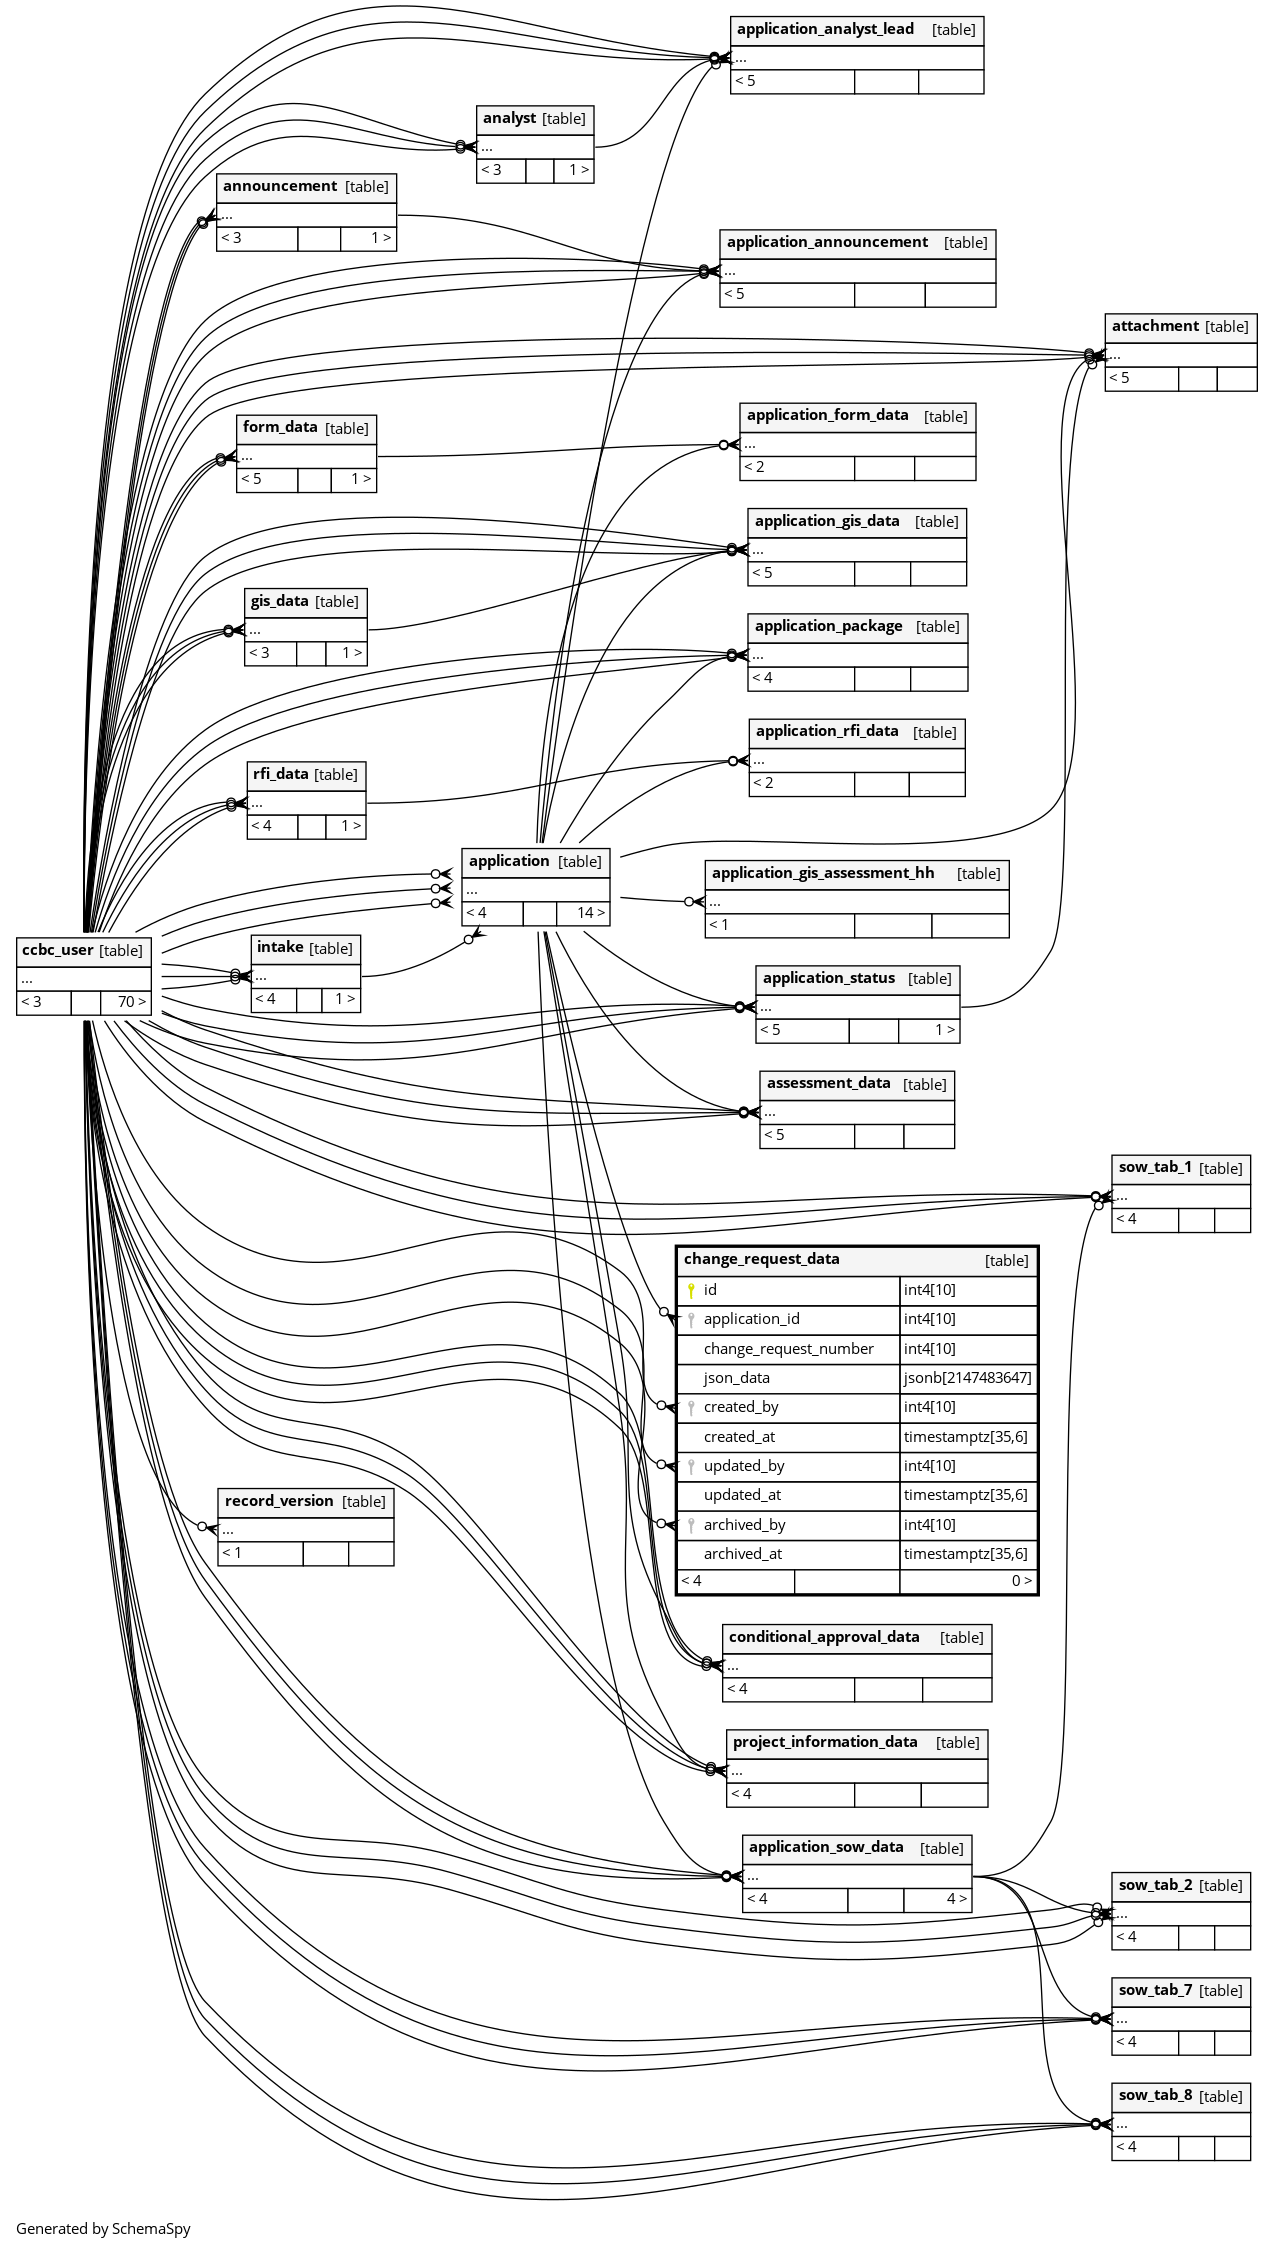 application_analyst_lead [table]
...
< 5
analyst [table]
...
< 3 1 >
announcement [table]
...
< 3 1 >
application_announcement [table]
...
< 5
attachment [table]
...
< 5
application_form_data [table]
...
< 2
form_data [table]
...
< 5 1 >
application_gis_data [table]
...
< 5
gis_data [table]
...
< 3 1 >
application_package [table]
...
< 4
application_rfi_data [table]
...
< 2
rfi_data [table]
...
< 4 1 >
application [table]
...
< 4 14 >
application_gis_assessment_hh [table]
...
< 1
ccbc_user [table]
...
< 3 70 >
intake [table]
...
< 4 1 >
application_status [table]
...
< 5 1 >
assessment_data [table]
...
< 5
sow_tab_1 [table]
...
< 4
change_request_data [table]
id int4[10]
application_id int4[10]
change_request_number int4[10]
json_data jsonb[2147483647]
created_by int4[10]
created_at timestamptz[35,6]
updated_by int4[10]
updated_at timestamptz[35,6]
archived_by int4[10]
archived_at timestamptz[35,6]
< 4 0 >
record_version [table]
...
< 1
conditional_approval_data [table]
...
< 4
project_information_data [table]
...
< 4
application_sow_data [table]
...
< 4 4 >
sow_tab_2 [table]
...
< 4
sow_tab_7 [table]
...
< 4
sow_tab_8 [table]
...
< 4
Generated by SchemaSpy